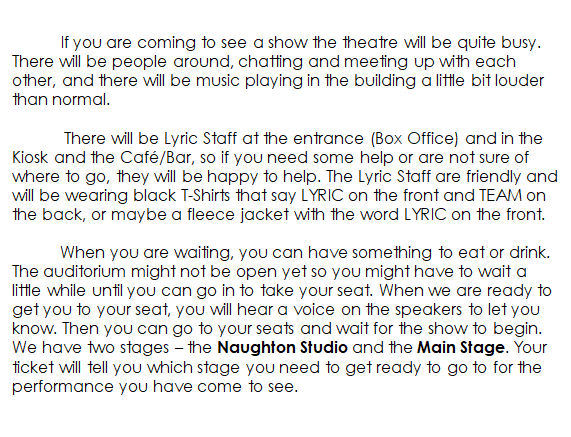 If you are coming to see a show the theatre will be quite busy.
There will be people around, chatting and meeting up with each
other, and there will be music playing in the building a little bit louder
than normal.
There will be Lyric Staff at the entrance (Box Office) and in the
Kiosk and the Café/Bar, so if you need some help or are not sure of
where to go, they will be happy to help. The Lyric Staff are friendly and
will be wearing black T-Shirts that say LYRIC on the front and TEAM on
the back, or maybe a fleece jacket with the word LYRIC on the front.
When you are waiting, you can have something to eat or drink.
The auditorium might not be open yet so you might have to wait a
little while until you can go in to take your seat. When we are ready to
get you to your seat, you will hear a voice on the speakers to let you
know. Then you can go to your seats and wait for the show to begin.
We have two stages – the Naughton Studio and the Main Stage. Your
ticket will tell you which stage you need to get ready to go to for the
performance you have come to see.